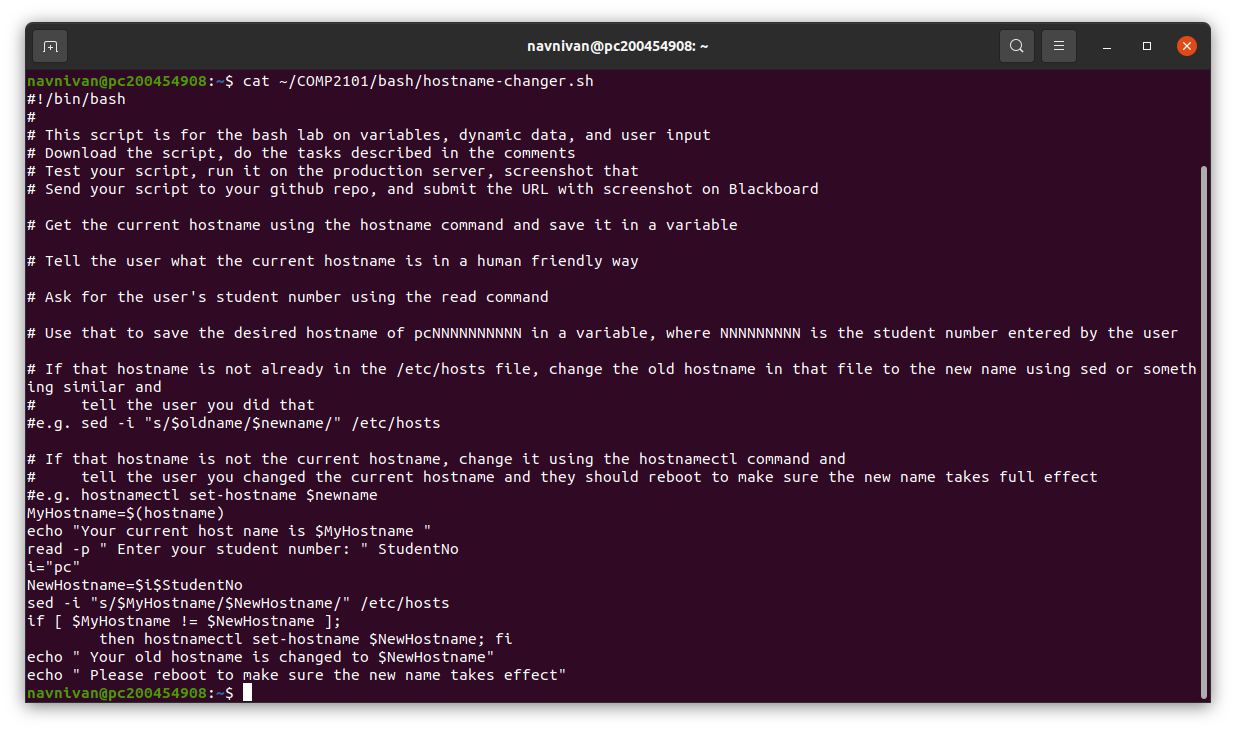 navnivan@pc200454908: ~
navnivan@pc200454908:~$ cat ~/COMP2101/bash/hostname-changer.sh
#!/bin/bash
#
# This script is for the bash lab on variables, dynamic data, and user input
# Download the script, do the tasks described in the comments
# Test your script, run it on the production server, screenshot that
# Send your script to your github repo, and submit the URL with screenshot on Blackboard

# Get the current hostname using the hostname command and save it in a variable

# Tell the user what the current hostname is in a human friendly way

# Ask for the user's student number using the read command

# Use that to save the desired hostname of pcNNNNNNNNNN in a variable, where NNNNNNNNN is the student number entered by the user

# If that hostname is not already in the /etc/hosts file, change the old hostname in that file to the new name using sed or someth
ing similar and
#     tell the user you did that
#e.g. sed -i "s/$oldname/$newname/" /etc/hosts

# If that hostname is not the current hostname, change it using the hostnamectl command and
#     tell the user you changed the current hostname and they should reboot to make sure the new name takes full effect
#e.g. hostnamectl set-hostname $newname
MyHostname=$(hostname)
echo "Your current host name is $MyHostname "
read -p " Enter your student number: " StudentNo
i="pc"
NewHostname=$i$StudentNo
sed -i "s/$MyHostname/$NewHostname/" /etc/hosts
if [ $MyHostname != $NewHostname ];
        then hostnamectl set-hostname $NewHostname; fi
echo " Your old hostname is changed to $NewHostname"
echo " Please reboot to make sure the new name takes effect"
navnivan@pc200454908:~$